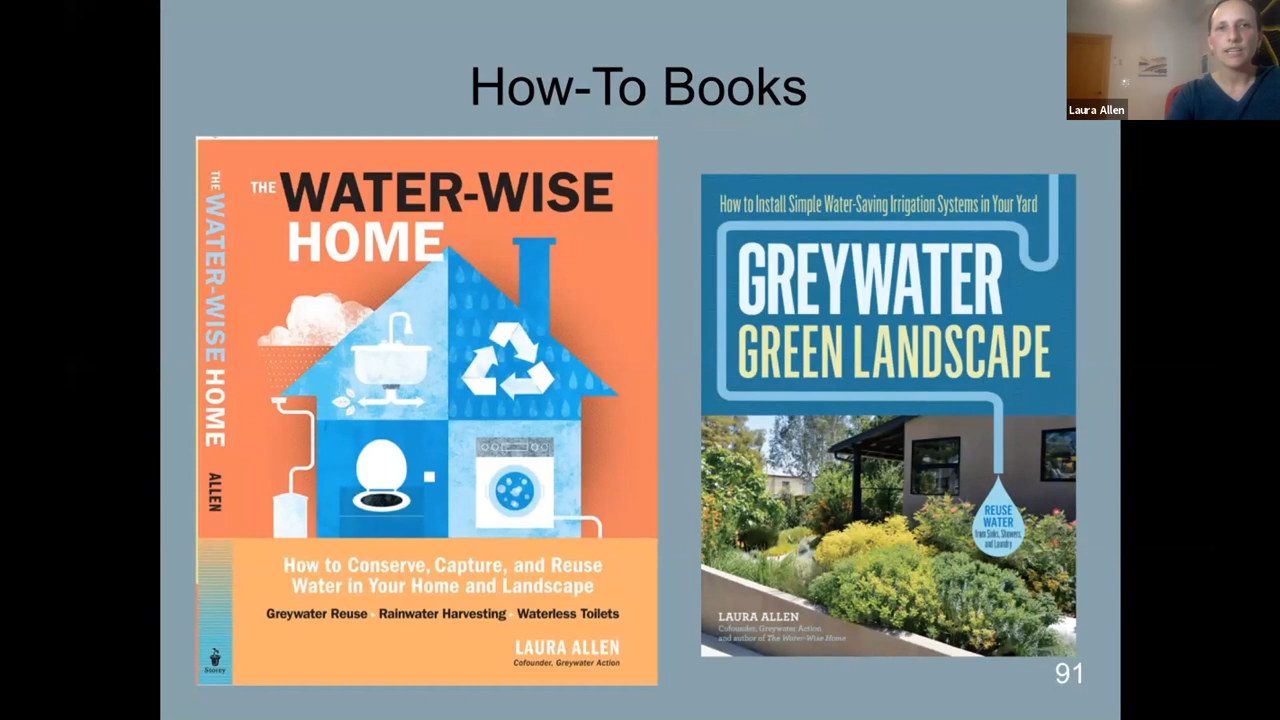 Laura Allen
How-To Books
THE WATER-WISE HOME
ALLEN
Storey
THE WATER-WISE
HOME
How to Conserve, Capture, and Reuse
Water in Your Home and Landscape
Greywater Reuse • Rainwater Harvesting • Waterless Toilets
LAURA ALLEN
Cofounder, Greywater Action
How to Install Simple Water-Saving Irrigation Systems in Your Yard
GREYWATER
GREEN LANDSCAPE
REUSE
WATER
from Sinks, Showers,
and Laundry
LAURA ALLEN
Cofounder, Greywater Action
and author of The Water-Wise Home
91